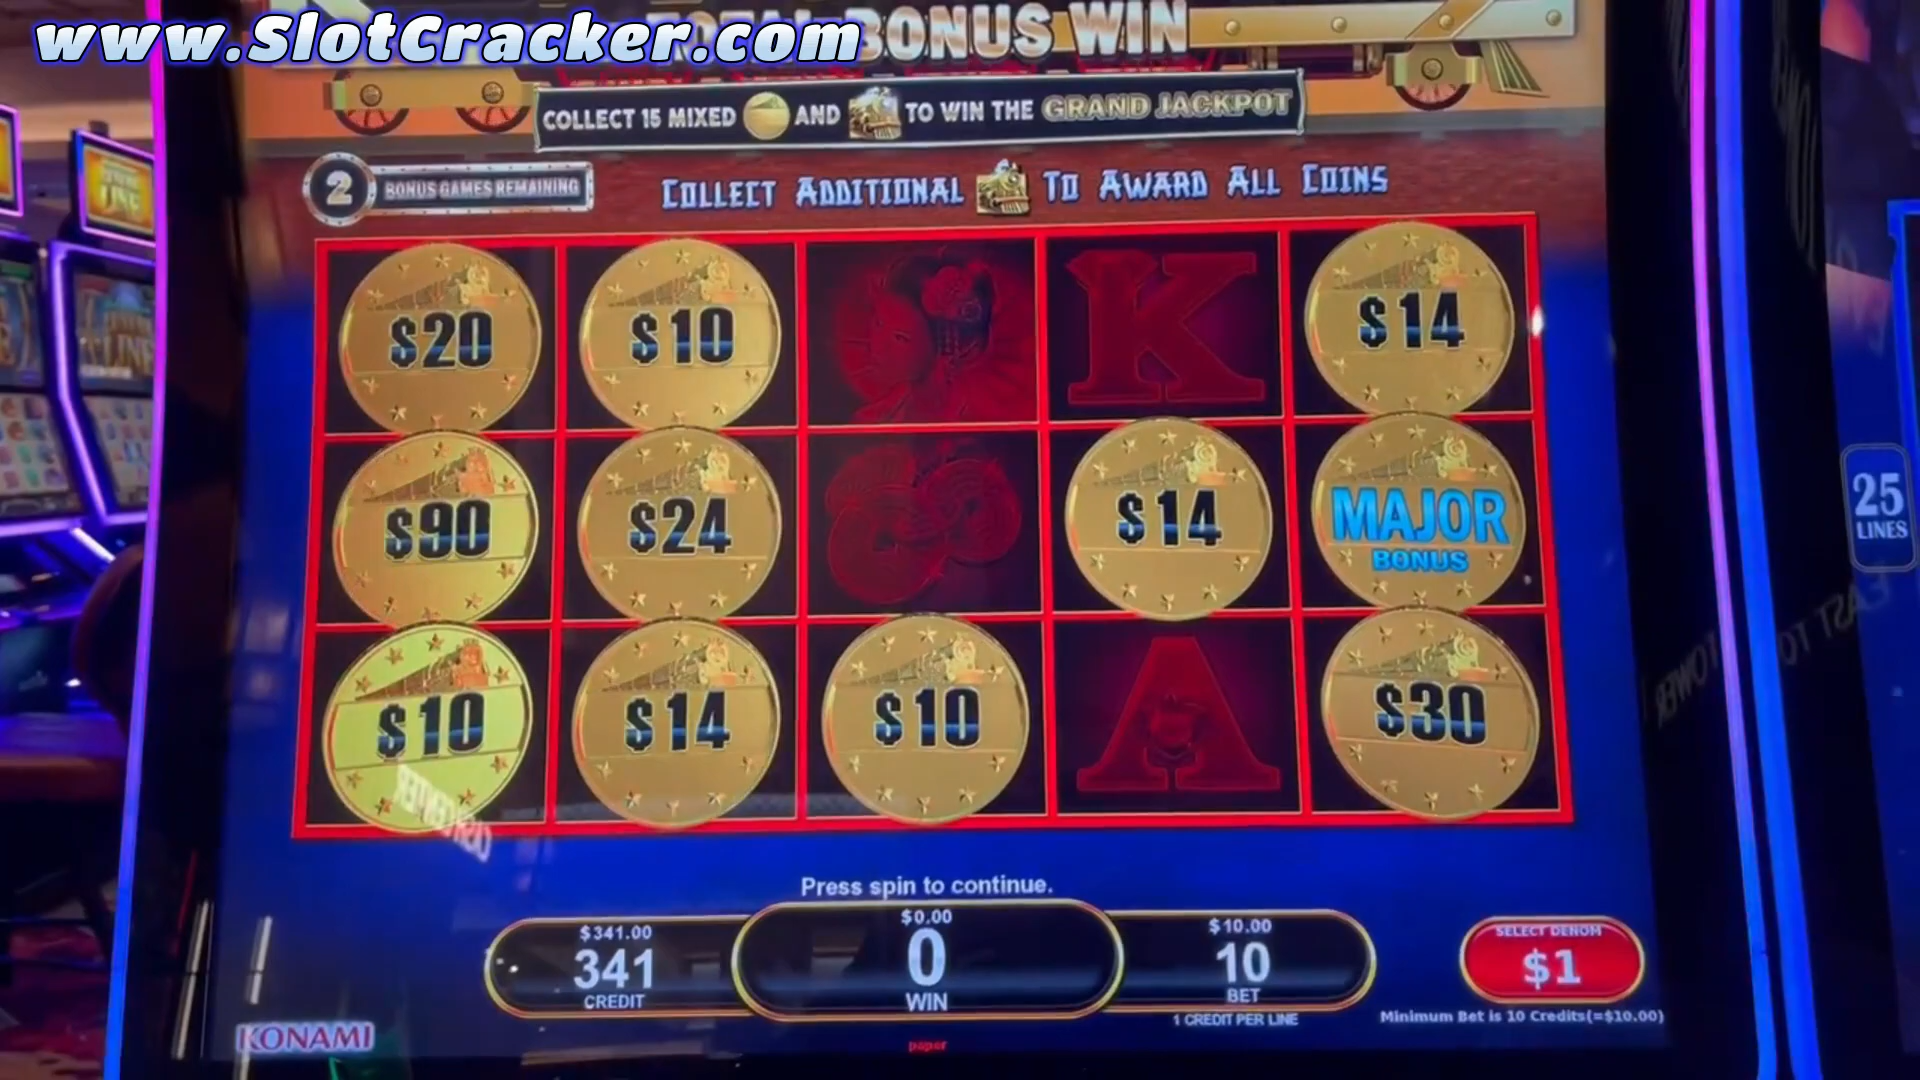 www.SlotCracker.com
TOTAL BONUS WIN
COLLECT 15 MIXED AND TO WIN THE GRAND JACKPOT
2 BONUS GAMES REMAINING
COLLECT ADDITIONAL TO AWARD ALL COINS
$20 $10 K $14
$90 $24 $14 MAJOR BONUS
$10 $14 $10 A $30
25 LINES
Press spin to continue.
$341.00 $0.00 $10.00 SELECT DENOM
341 0 10 $1
CREDIT WIN BET
1 CREDIT PER LINE
Minimum Bet is 10 Credits(=$10.00)
KONAMI
paper